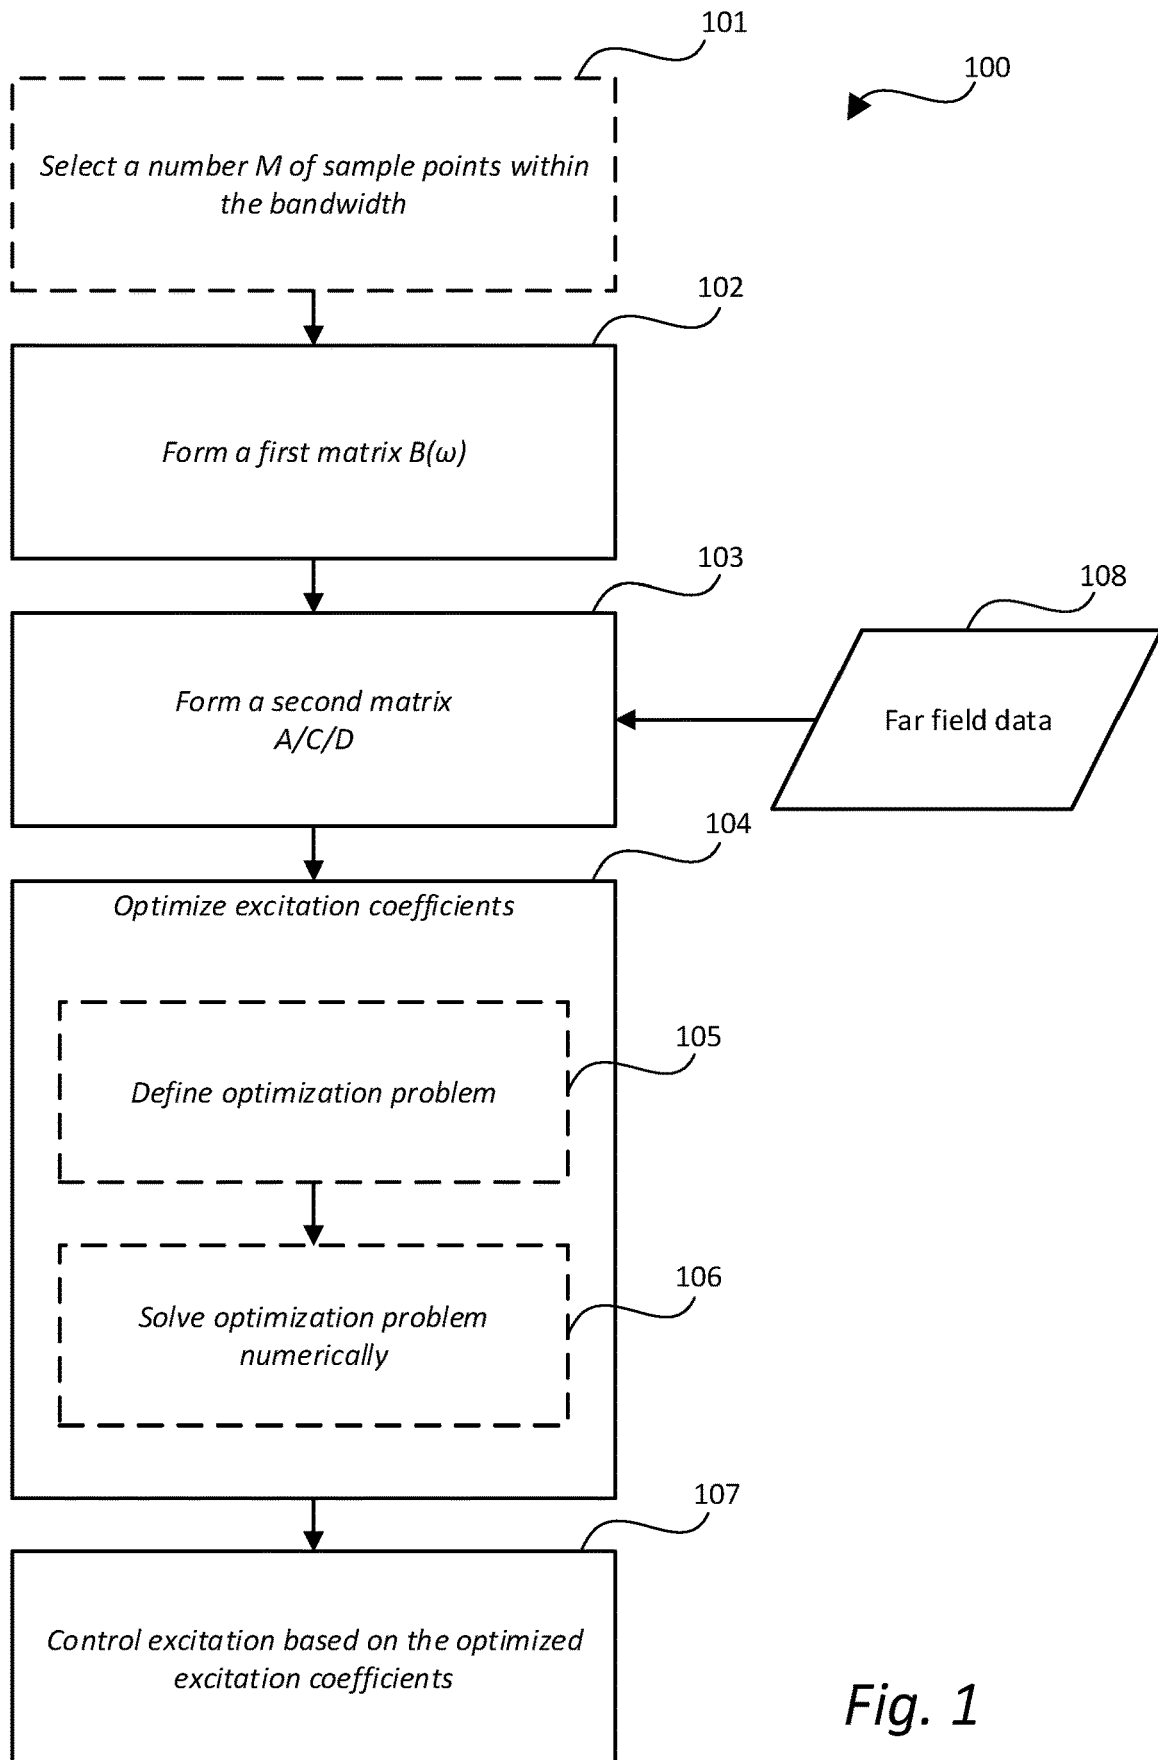 101
100
Select a number M of sample points within
the bandwidth
102
Form a first matrix B(ω)
103
108
Form a second matrix
A/C/D
Far field data
104
Optimize excitation coefficients
105
Define optimization problem
106
Solve optimization problem
numerically
107
Control excitation based on the optimized
excitation coefficients
Fig. 1